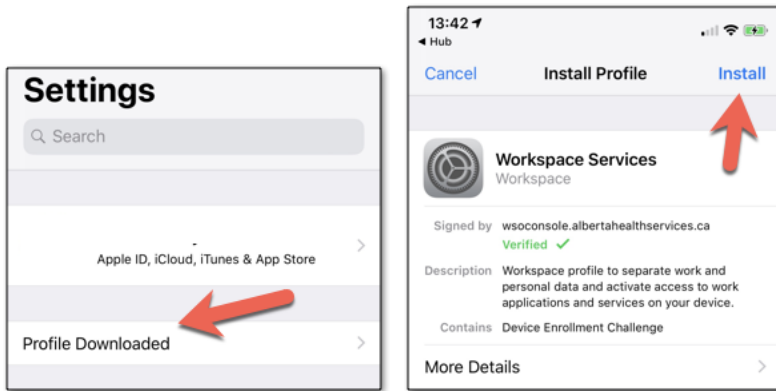 Settings
Search
Apple ID, iCloud, iTunes & App Store
Profile Downloaded
13:42
Hub
Cancel Install Profile Install
Workspace Services
Workspace
Signed by wsoconsole.albertahealthservices.ca
Verified
Description Workspace profile to separate work and
personal data and activate access to work
applications and services on your device.
Contains Device Enrollment Challenge
More Details